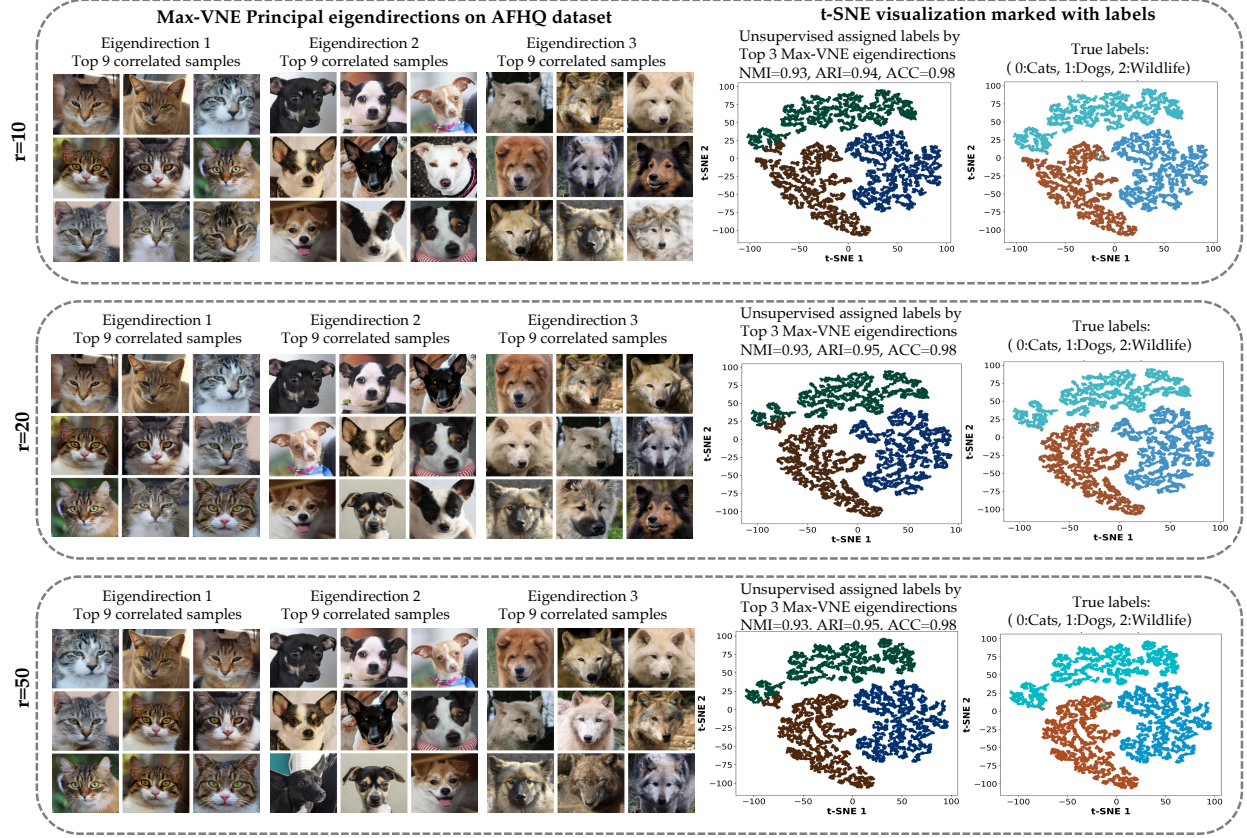 Max-VNE Principal eigendirections on AFHQ dataset
t-SNE visualization marked with labels
r=10
Eigendirection 1
Top 9 correlated samples
Eigendirection 2
Top 9 correlated samples
Eigendirection 3
Top 9 correlated samples
Unsupervised assigned labels by
Top 3 Max-VNE eigendirections
NMI=0.93, ARI=0.94, ACC=0.98
t-SNE 2
100
75
50
25
0
−25
−50
−75
−100
−100
−50
0
50
100
t-SNE 1
True labels:
( 0:Cats, 1:Dogs, 2:Wildlife)
t-SNE 2
100
75
50
25
0
−25
−50
−75
−100
−100
−50
0
50
100
t-SNE 1
r=20
Eigendirection 1
Top 9 correlated samples
Eigendirection 2
Top 9 correlated samples
Eigendirection 3
Top 9 correlated samples
Unsupervised assigned labels by
Top 3 Max-VNE eigendirections
NMI=0.93, ARI=0.95, ACC=0.98
t-SNE 2
100
75
50
25
0
−25
−50
−75
−100
−100
−50
0
50
100
t-SNE 1
True labels:
( 0:Cats, 1:Dogs, 2:Wildlife)
t-SNE 2
100
75
50
25
0
−25
−50
−75
−100
−100
−50
0
50
100
t-SNE 1
r=50
Eigendirection 1
Top 9 correlated samples
Eigendirection 2
Top 9 correlated samples
Eigendirection 3
Top 9 correlated samples
Unsupervised assigned labels by
Top 3 Max-VNE eigendirections
NMI=0.93, ARI=0.95, ACC=0.98
t-SNE 2
100
75
50
25
0
−25
−50
−75
−100
−100
−50
0
50
100
t-SNE 1
True labels:
( 0:Cats, 1:Dogs, 2:Wildlife)
t-SNE 2
100
75
50
25
0
−25
−50
−75
−100
−100
−50
0
50
100
t-SNE 1